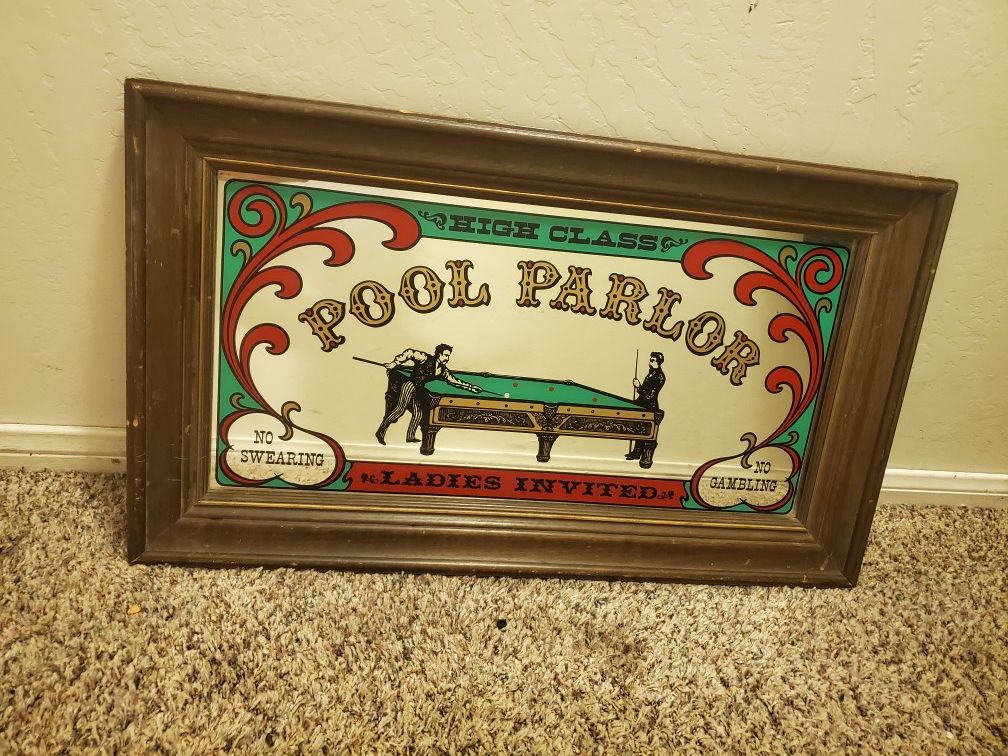 HIGH CLASS
POOL PARLOR
NO
SWEARING
NO
GAMBLING
LADIES INVITED